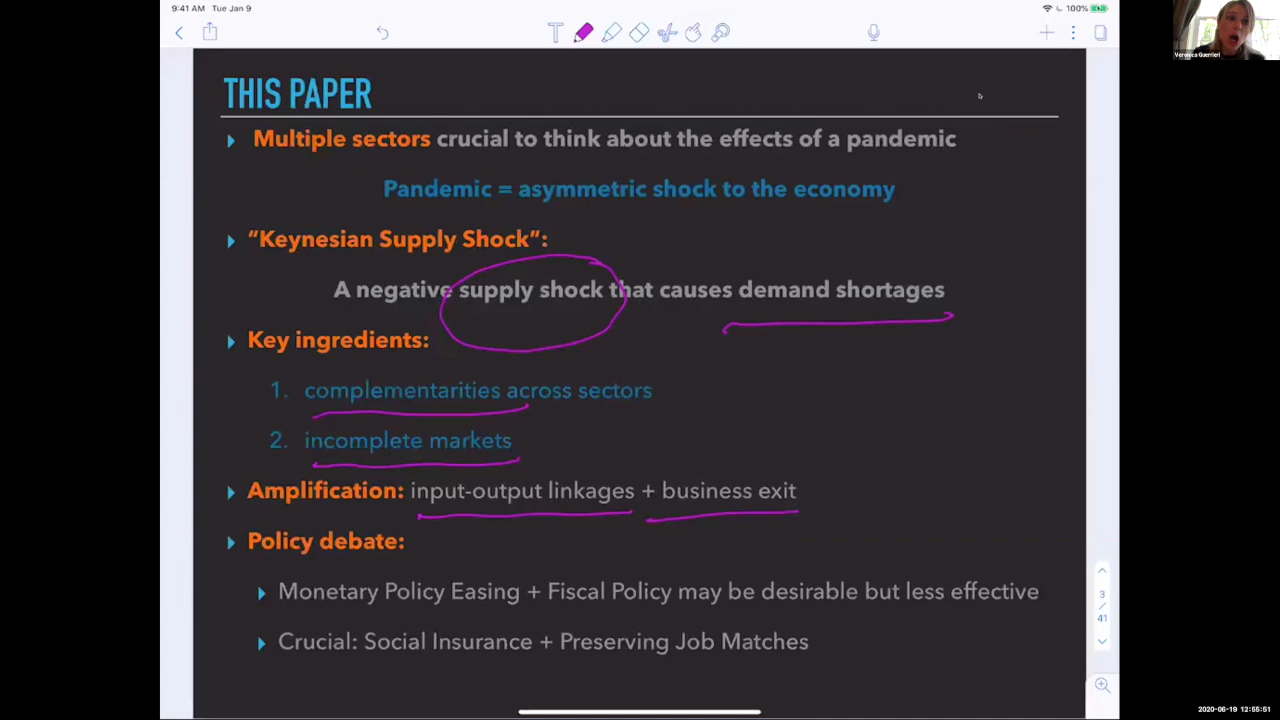 9:41 AM Tue Jan 9
100%
Veronica Guerrieri
THIS PAPER
Multiple sectors crucial to think about the effects of a pandemic
Pandemic = asymmetric shock to the economy
“Keynesian Supply Shock”:
A negative supply shock that causes demand shortages
Key ingredients:
1. complementarities across sectors
2. incomplete markets
Amplification: input-output linkages + business exit
Policy debate:
Monetary Policy Easing + Fiscal Policy may be desirable but less effective
Crucial: Social Insurance + Preserving Job Matches
3
/
41
2020-06-19 12:55:51